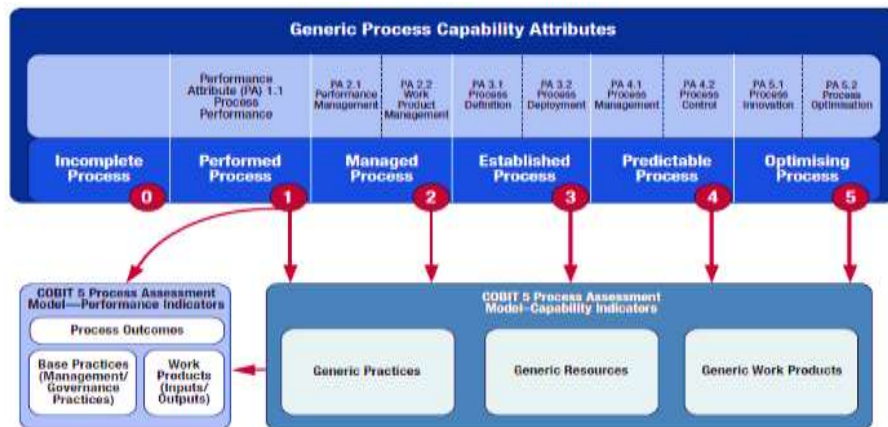 Generic Process Capability Attributes
Performance
Attribute (PA) 1.1
Process
Performance
PA 2.1
Performance
Management
PA 2.2
Work
Product
Management
PA 3.1
Process
Definition
PA 3.2
Process
Deployment
PA 4.1
Process
Management
PA 4.2
Process
Control
PA 5.1
Process
Innovation
PA 5.2
Process
Optimisation
Incomplete
Process
0
Performed
Process
1
Managed
Process
2
Established
Process
3
Predictable
Process
4
Optimising
Process
5
COBIT 5 Process Assessment
Model—Performance Indicators
Process Outcomes
Base Practices
(Management/
Governance
Practices)
Work
Products
(Inputs/
Outputs)
COBIT 5 Process Assessment
Model–Capability Indicators
Generic Practices
Generic Resources
Generic Work Products